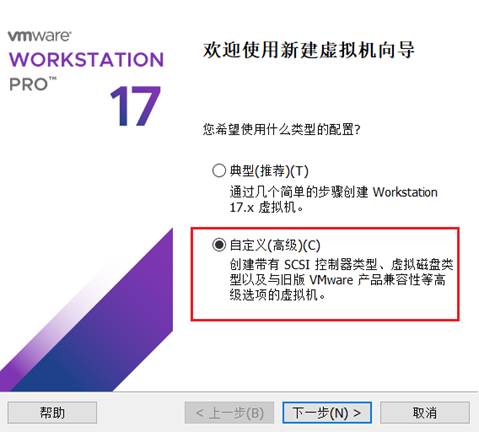 vmware
WORKSTATION
PRO™
17
欢迎使用新建虚拟机向导
您希望使用什么类型的配置?
典型(推荐)(T)
通过几个简单的步骤创建 Workstation
17.x 虚拟机。
自定义(高级)(C)
创建带有 SCSI 控制器类型、虚拟磁盘类
型以及与旧版 VMware 产品兼容性等高
级选项的虚拟机。
帮助
< 上一步(B)
下一步(N) >
取消